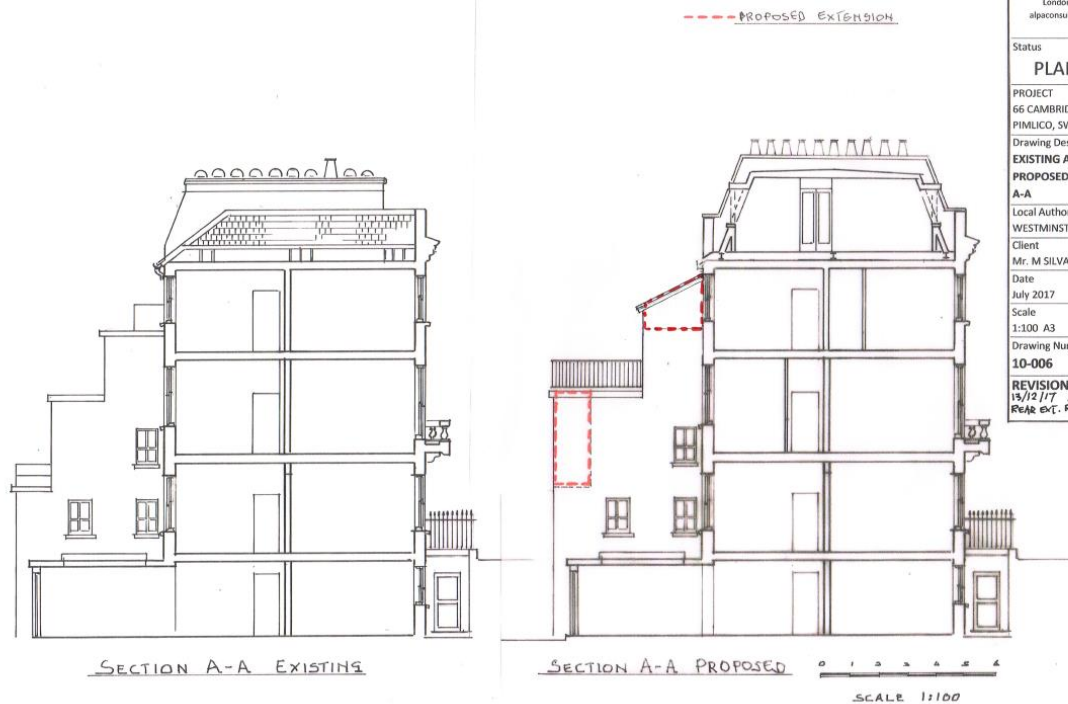 PROPOSED EXTENSION
London
alpaconsu
Status
PLAI
PROJECT
66 CAMBRID
PIMLICO, SW
Drawing Des
EXISTING A
PROPOSED
A-A
Local Author
WESTMINST
Client
Mr. M SILVA
Date
July 2017
Scale
1:100 A3
Drawing Nu
10-006
REVISION
13/12/17
REAR EXT. R
SECTION A-A EXISTING
SECTION A-A PROPOSED
0 1 2 3 4 5 6
SCALE 1:100